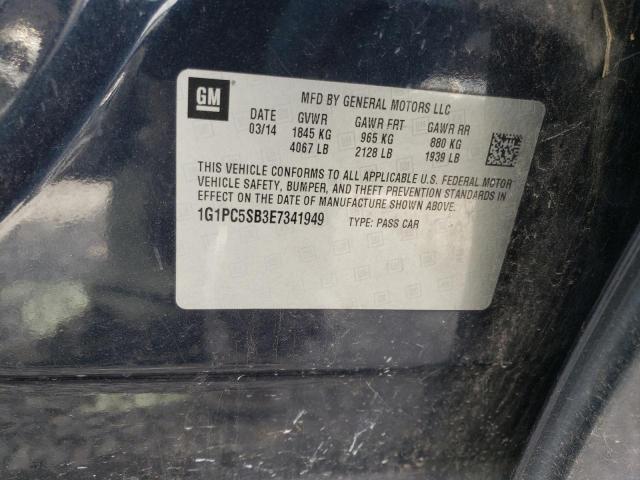 GM
MFD BY GENERAL MOTORS LLC
DATE GVWR GAWR FRT GAWR RR
03/14 1845 KG 965 KG 880 KG
4067 LB 2128 LB 1939 LB
THIS VEHICLE CONFORMS TO ALL APPLICABLE U.S. FEDERAL MOTOR
VEHICLE SAFETY, BUMPER, AND THEFT PREVENTION STANDARDS IN
EFFECT ON THE DATE OF MANUFACTURE SHOWN ABOVE.
1G1PC5SB3E7341949 TYPE: PASS CAR